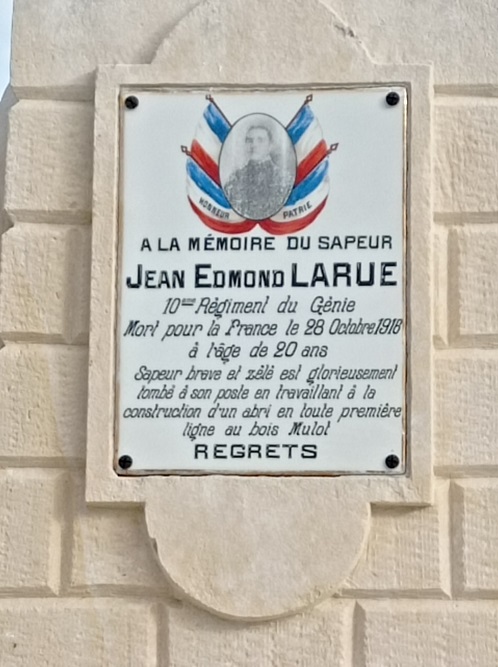 HONNEUR
PATRIE
A LA MÉMOIRE DU SAPEUR
JEAN EDMOND LARUE
10ème Régiment du Génie
Mort pour la France le 28 Octobre 1916
à l'âge de 20 ans
Sapeur brave et zélé est glorieusement
tombé à son poste en travaillant à la
construction d'un abri en toute première
ligne au bois Mulot
REGRETS